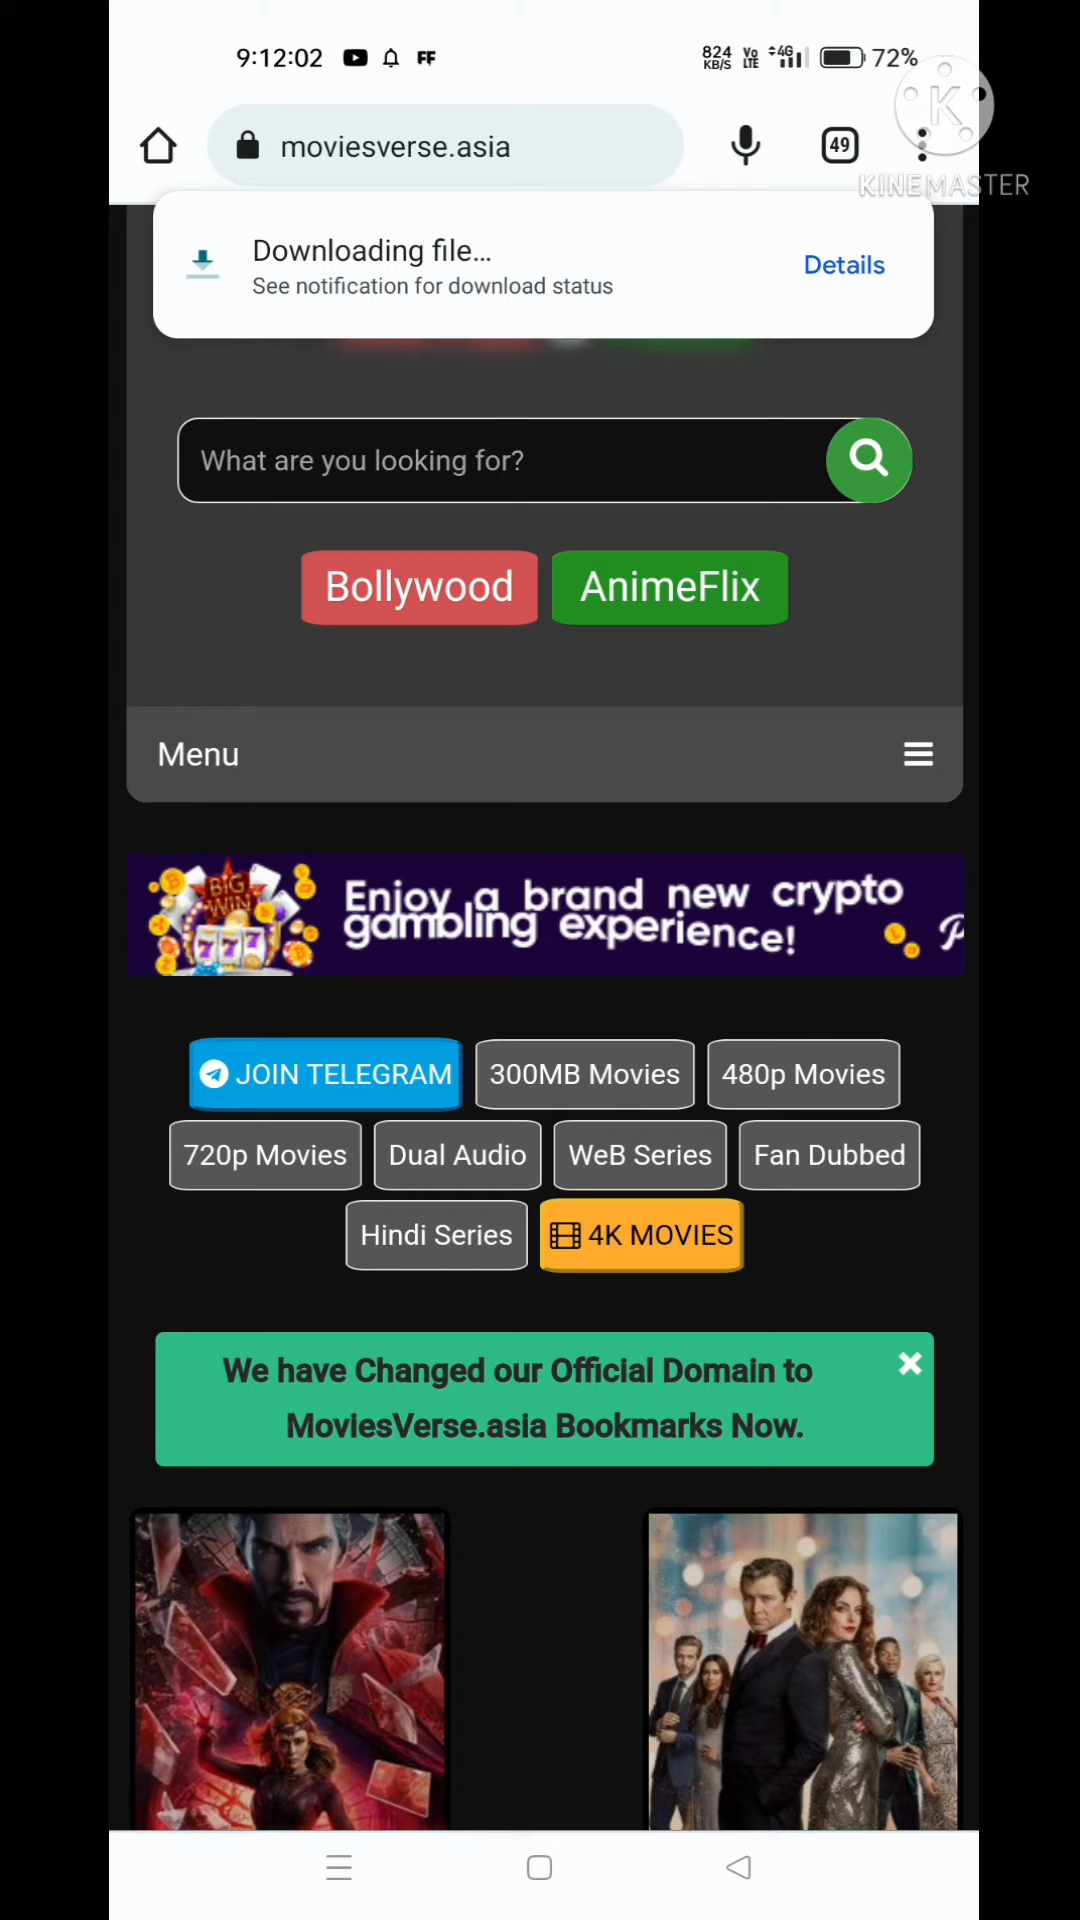 9:12:02 FF 824 KB/S Vo LTE 4G 72%
moviesverse.asia 49
K
KINEMASTER
Downloading file...
See notification for download status
Details
What are you looking for?
Bollywood AnimeFlix
Menu
BIG WIN
777
Enjoy a brand new crypto
gambling experience!
JOIN TELEGRAM 300MB Movies 480p Movies
720p Movies Dual Audio WeB Series Fan Dubbed
Hindi Series 4K MOVIES
We have Changed our Official Domain to
MoviesVerse.asia Bookmarks Now.